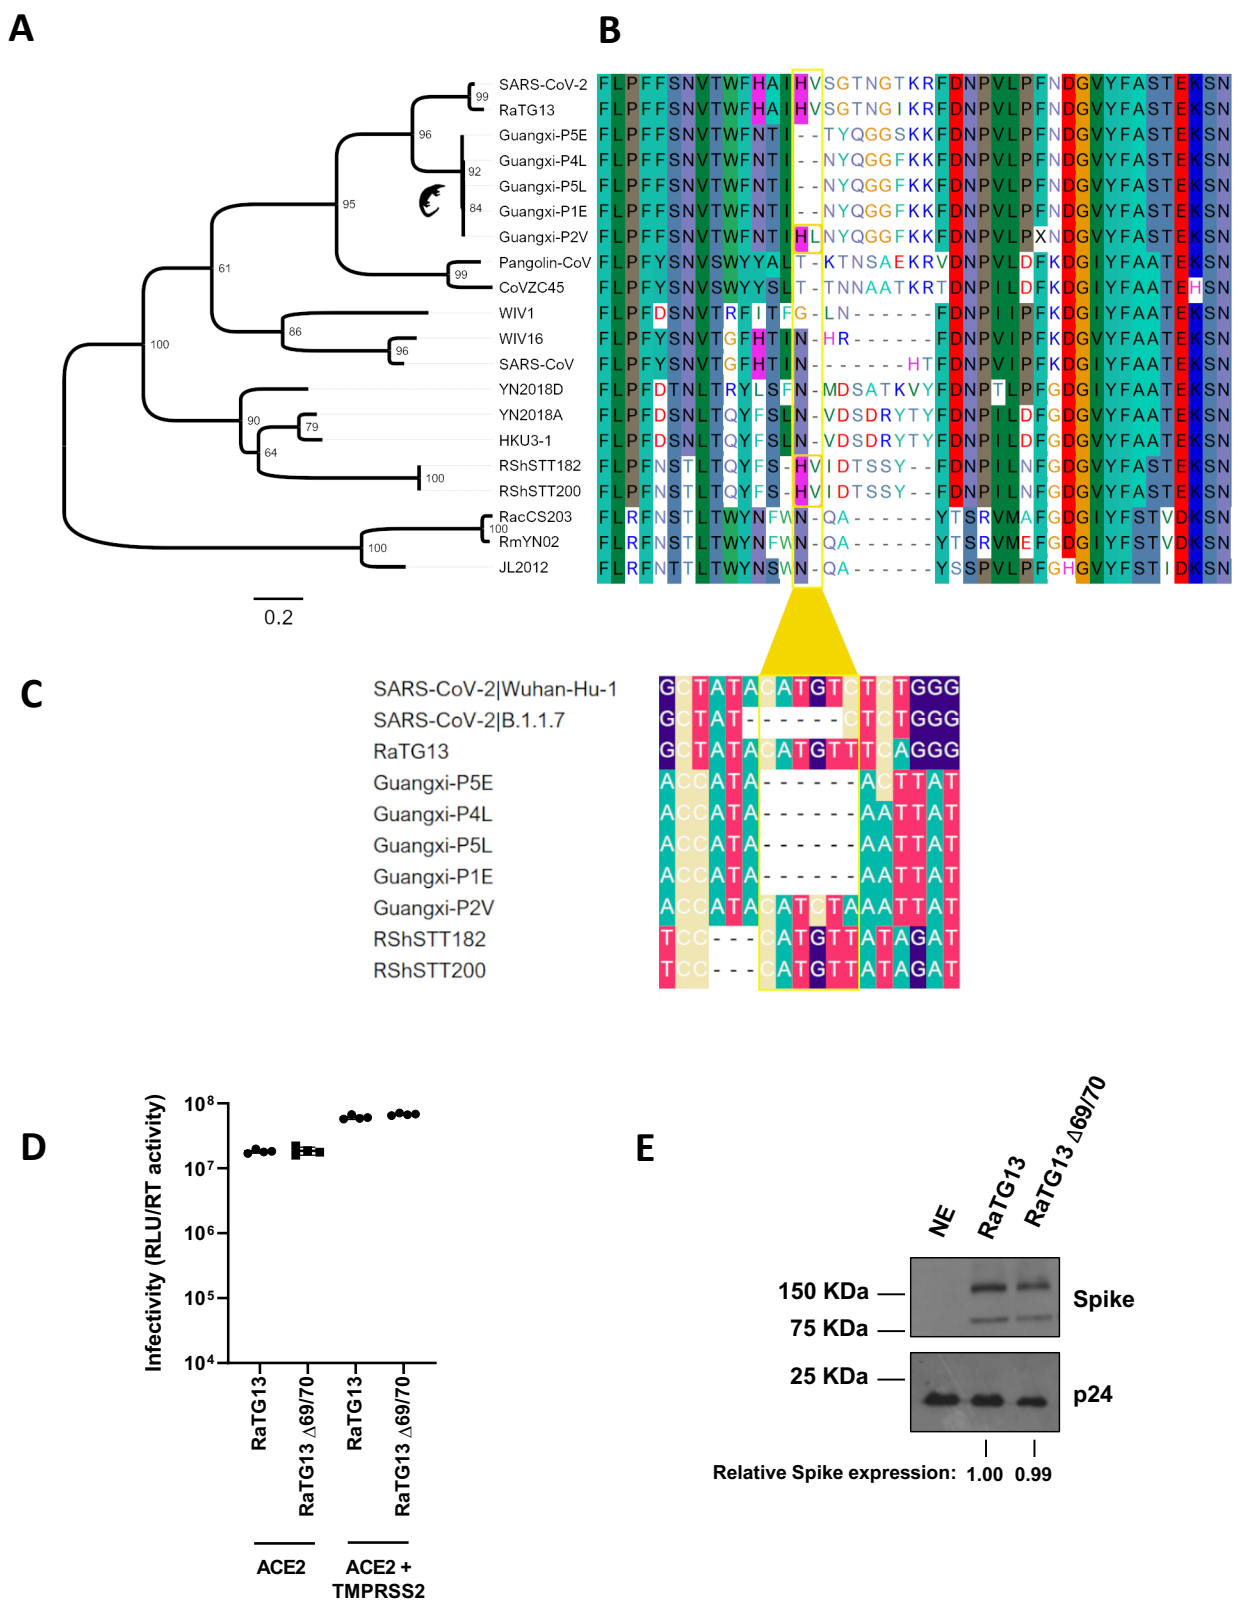 A
B
SARS-CoV-2 FLPFFSNVTWFHAIHVSGTNGTKRFDNPVLPFNDGVYFASTEKSN
RaTG13 FLPFFSNVTWFHAIHVSGTNGIKRFDNPVLPFNDGVYFASTEKSN
Guangxi-P5E FLPFFSNVTWFNTI--TYQGGSKKFDNPVLPFNDGVYFASTEKSN
Guangxi-P4L FLPFFSNVTWFNTI--NYQGGFKKFDNPVLPFNDGVYFASTEKSN
Guangxi-P5L FLPFFSNVTWFNTI--NYQGGFKKFDNPVLPFNDGVYFASTEKSN
Guangxi-P1E FLPFFSNVTWFNTI--NYQGGFKKFDNPVLPFNDGVYFASTEKSN
Guangxi-P2V FLPFFSNVTWFNTIHLNYQGGFKKFDNPVLPXNDGVYFASTEKSN
Pangolin-CoV FLPFYSNVSWYYALT-KTNSAEKRVDNPVLDFKDGIYFAATEKSN
CoVZC45 FLPFYSNVSWYYSLT-TNNAATKRTDNPILDFKDGIYFAATEHSN
WIV1 FLPFDSNVTRFITFG-LN------FDNPIIPFKDGIYFAATEKSN
WIV16 FLPFYSNVTGFHTIN-HR------FDNPVIPFKDGIYFAATEKSN
SARS-CoV FLPFYSNVTGFHTIN-------HTFDNPVIPFKDGIYFAATEKSN
YN2018D FLPFDTNLTRYLSFN-MDSATKVYFDNPTLPFGDGIYFAATEKSN
YN2018A FLPFDSNLTQYFSLN-VDSDRYTYFDNPILDFGDGVYFAATEKSN
HKU3-1 FLPFDSNLTQYFSLN-VDSDRYTYFDNPILDFGDGVYFAATEKSN
RShSTT182 FLPFNSTLTQYFS-HVIDTSSY--FDNPILNFGDGVYFASTEKSN
RShSTT200 FLPFNSTLTQYFS-HVIDTSSY--FDNPILNFGDGVYFASTEKSN
RacCS203 FLRFNSTLTWYNFWN-QA------YTSRVMAFGDGIYFSTVDKSN
RmYN02 FLRFNSTLTWYNFWN-QA------YTSRVMEFGDGIYFSTVDKSN
JL2012 FLRFNTTLTWYNSWN-QA------YSSPVLPFGHGVYFSTIDKSN
99
96
92
84
95
99
61
86
96
100
90
79
64
100
100
100
0.2
C
SARS-CoV-2|Wuhan-Hu-1 GCTATACATGTCTCTGGG
SARS-CoV-2|B.1.1.7 GCTAT------CTCTGGG
RaTG13 GCTATACATGTTTCAGGG
Guangxi-P5E ACCATA------ACTTAT
Guangxi-P4L ACCATA------AATTAT
Guangxi-P5L ACCATA------AATTAT
Guangxi-P1E ACCATA------AATTAT
Guangxi-P2V ACCATACATCTAAATTAT
RShSTT182 TCC---CATGTTATAGAT
RShSTT200 TCC---CATGTTATAGAT
D
Infectivity (RLU/RT activity)
10⁸
10⁷
10⁶
10⁵
10⁴
RaTG13
RaTG13 Δ69/70
RaTG13
RaTG13 Δ69/70
ACE2
ACE2 +
TMPRSS2
E
NE
RaTG13
RaTG13 Δ69/70
150 KDa
75 KDa
Spike
25 KDa
p24
Relative Spike expression: 1.00 0.99